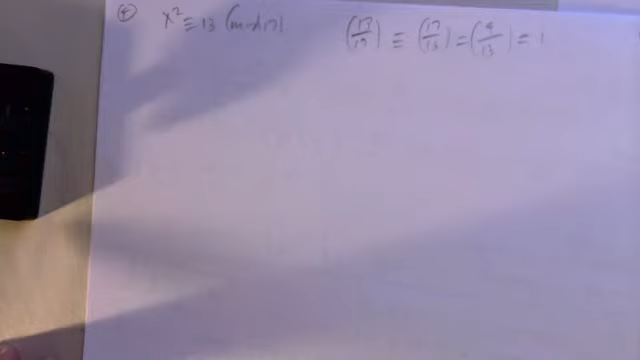 ④ x² ≡ 13 (mod 17) (13/17) ≡ (17/13) = (4/13) = 1